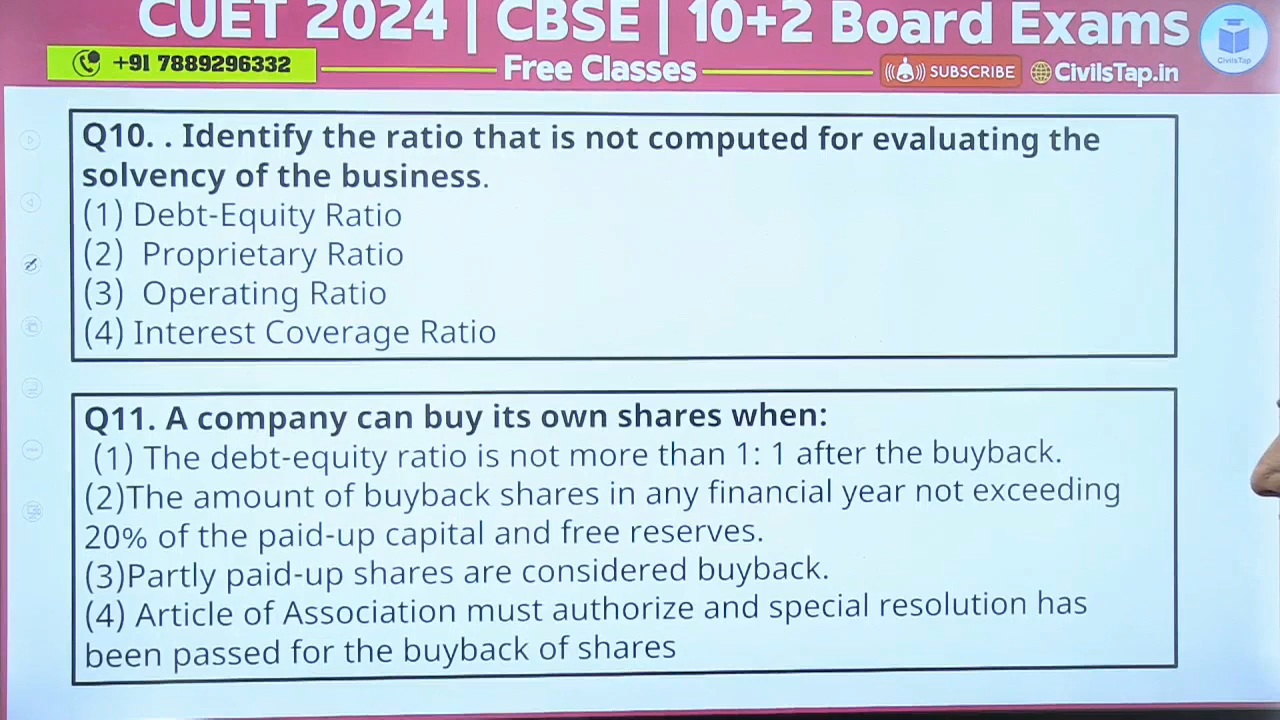 CUET 2024 | CBSE | 10+2 Board Exams
+91 7889296332
Free Classes
SUBSCRIBE
CivilsTap.in
CivilsTap
Q10. . Identify the ratio that is not computed for evaluating the
solvency of the business.
(1) Debt-Equity Ratio
(2) Proprietary Ratio
(3) Operating Ratio
(4) Interest Coverage Ratio
Q11. A company can buy its own shares when:
(1) The debt-equity ratio is not more than 1: 1 after the buyback.
(2)The amount of buyback shares in any financial year not exceeding
20% of the paid-up capital and free reserves.
(3)Partly paid-up shares are considered buyback.
(4) Article of Association must authorize and special resolution has
been passed for the buyback of shares